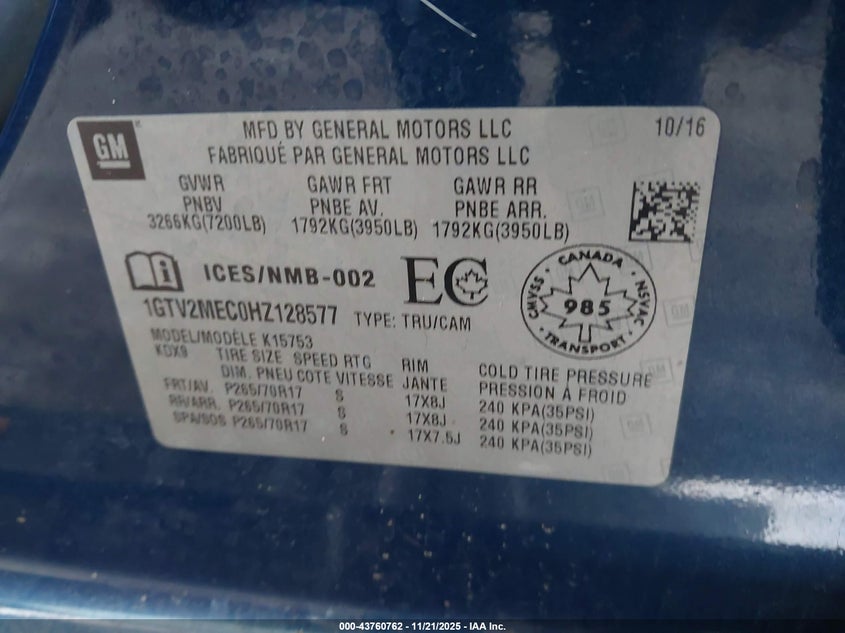 GM
MFD BY GENERAL MOTORS LLC 10/16
FABRIQUÉ PAR GENERAL MOTORS LLC
GVWR GAWR FRT GAWR RR
PNBV PNBE AV. PNBE ARR.
3266KG(7200LB) 1792KG(3950LB) 1792KG(3950LB)
ICES/NMB-002 EC
CANADA
CMVSS 985 NSVAC
TRANSPORT
1GTV2MEC0HZ128577 TYPE: TRU/CAM
MODEL/MODÈLE K15753
KDX9 TIRE SIZE SPEED RTG RIM COLD TIRE PRESSURE
DIM. PNEU COTE VITESSE JANTE PRESSION À FROID
FRT/AV. P265/70R17 S 17X8J 240 KPA(35PSI)
RR/ARR. P265/70R17 S 17X8J 240 KPA(35PSI)
SPA/SOS P265/70R17 S 17X7.5J 240 KPA(35PSI)
000-43760762 - 11/21/2025 - IAA Inc.